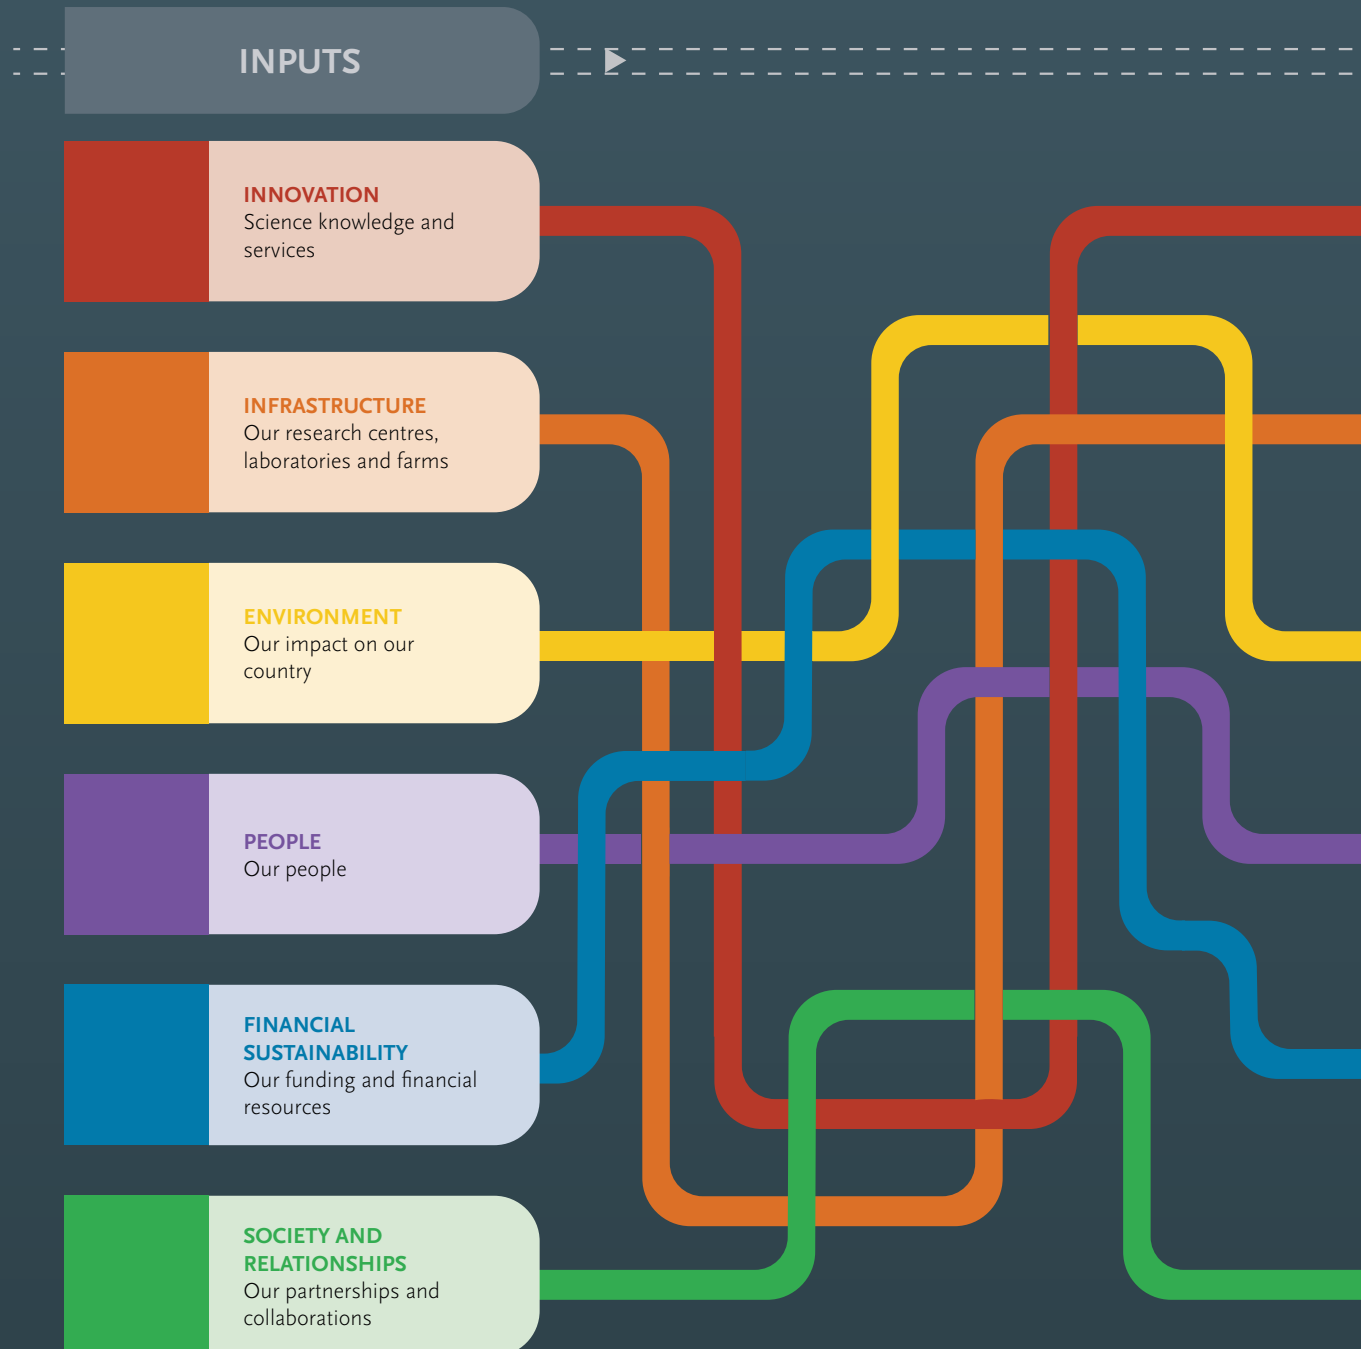 INPUTS
INNOVATION
Science knowledge and
services
INFRASTRUCTURE
Our research centres,
laboratories and farms
ENVIRONMENT
Our impact on our
country
PEOPLE
Our people
FINANCIAL
SUSTAINABILITY
Our funding and financial
resources
SOCIETY AND
RELATIONSHIPS
Our partnerships and
collaborations